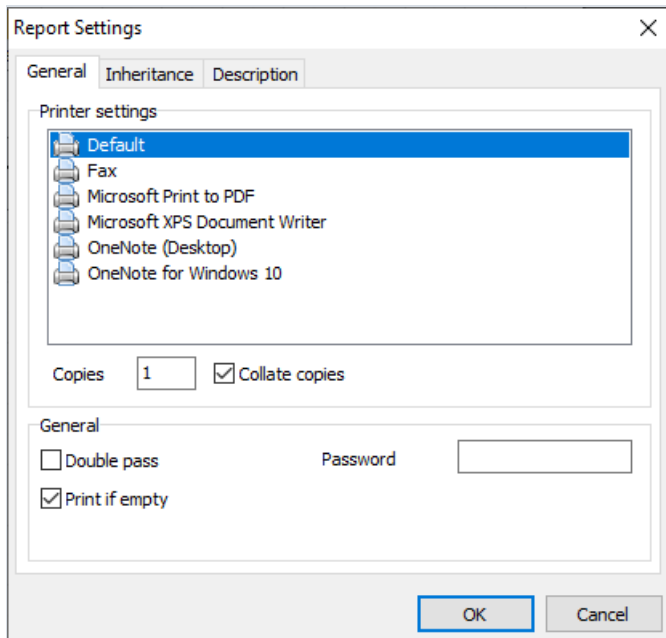 Report Settings
General Inheritance Description
Printer settings
Default
Fax
Microsoft Print to PDF
Microsoft XPS Document Writer
OneNote (Desktop)
OneNote for Windows 10
Copies 1 Collate copies
General
Double pass Password
Print if empty
OK Cancel